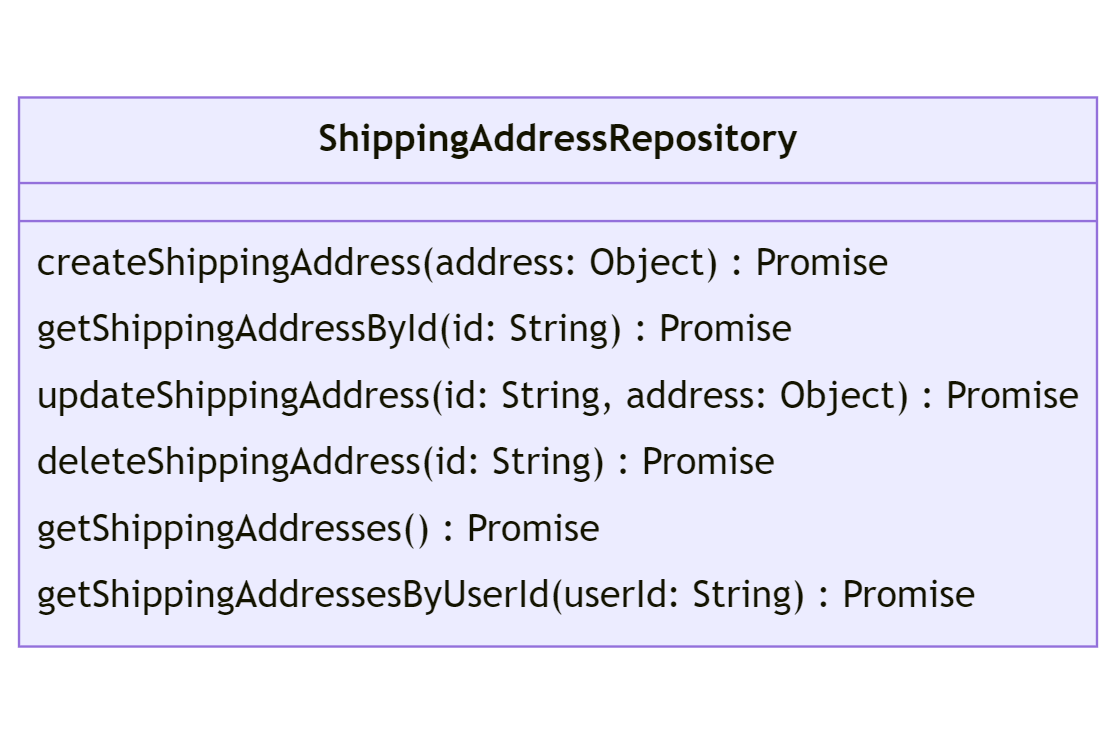 ShippingAddressRepository
createShippingAddress(address: Object) : Promise
getShippingAddressById(id: String) : Promise
updateShippingAddress(id: String, address: Object) : Promise
deleteShippingAddress(id: String) : Promise
getShippingAddresses() : Promise
getShippingAddressesByUserId(userId: String) : Promise